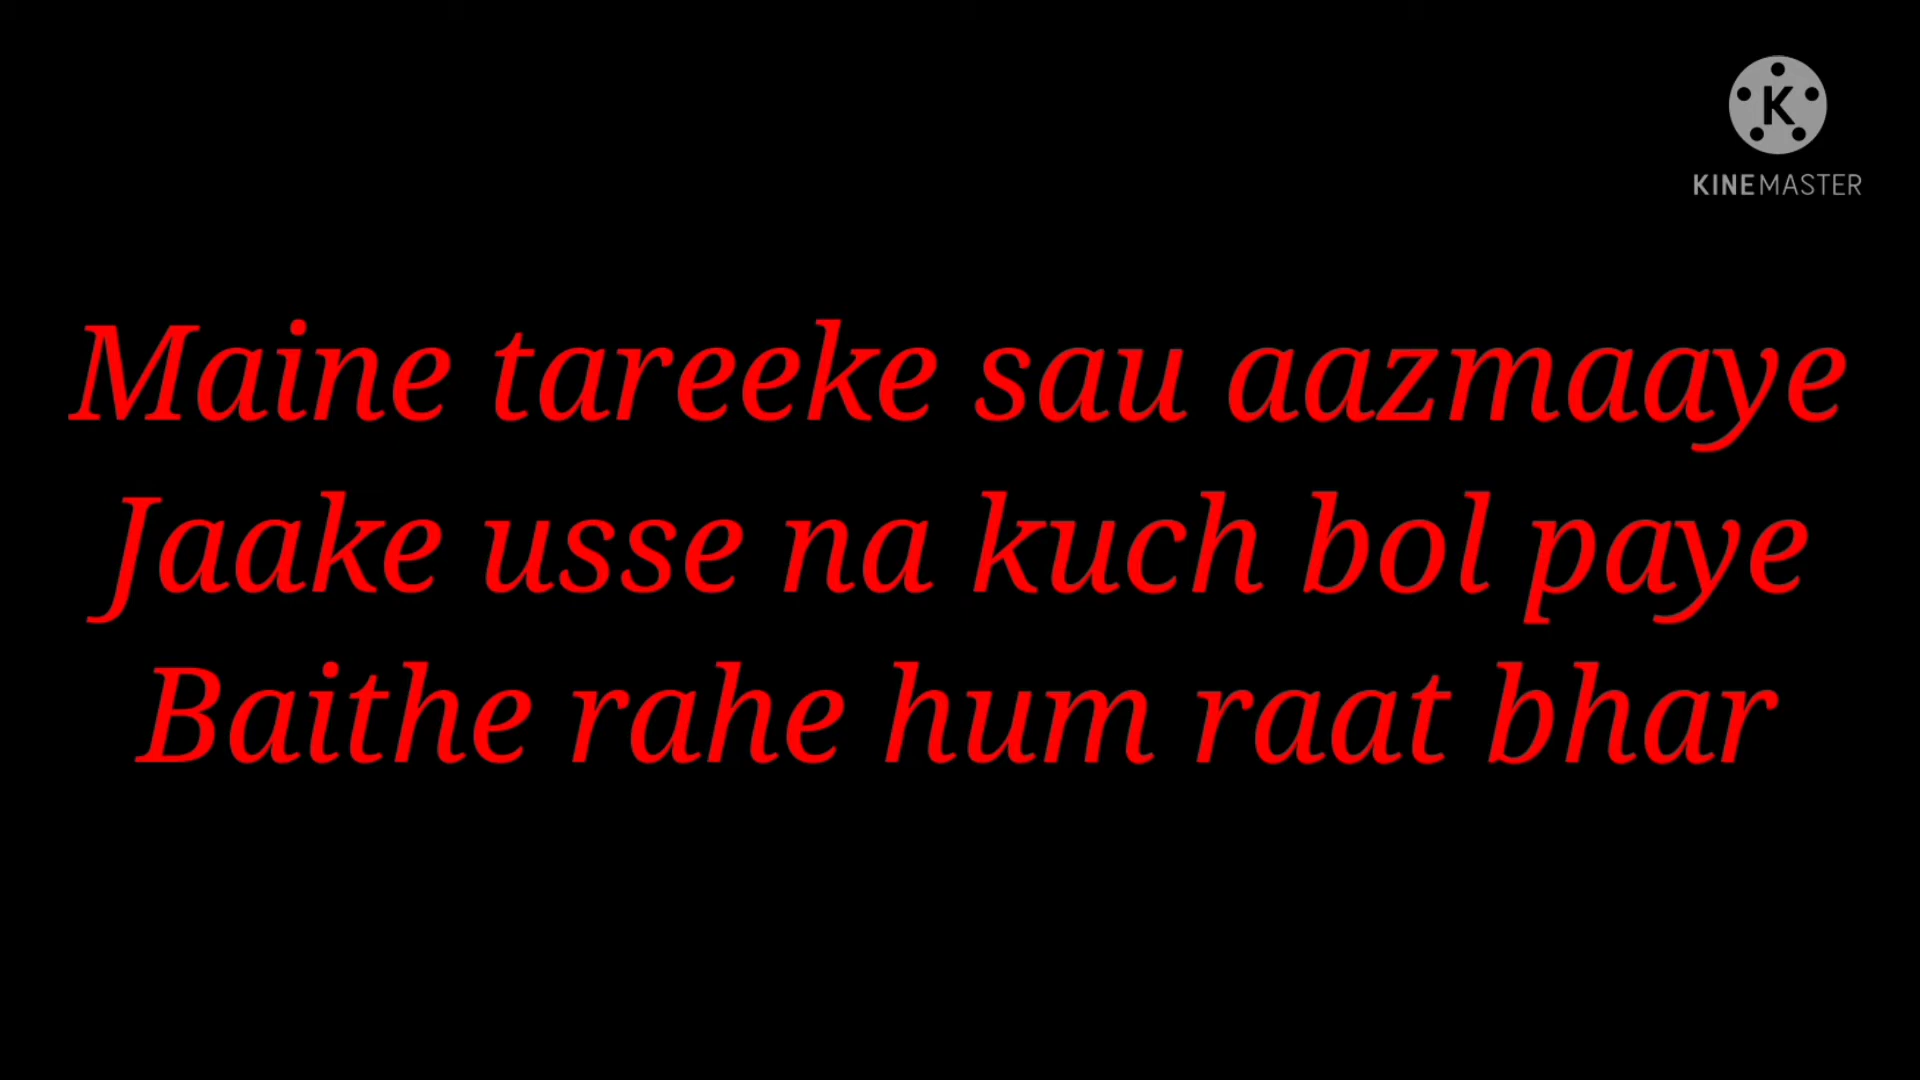 K
KINEMASTER
Maine tareeke sau aazmaaye
Jaake usse na kuch bol paye
Baithe rahe hum raat bhar